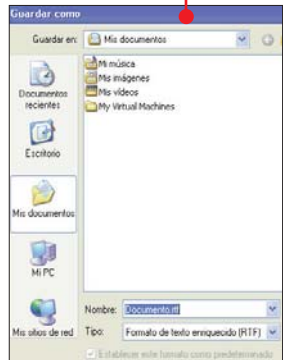 Guardar como
Guardar en: Mis documentos
Documentos
recientes
Escritorio
Mis documentos
Mi PC
Mis sitios de red
Mi música
Mis imágenes
Mis vídeos
My Virtual Machines
Nombre: Documento.rtf
Tipo: Formato de texto enriquecido (RTF)
Establecer este formato como predeterminado